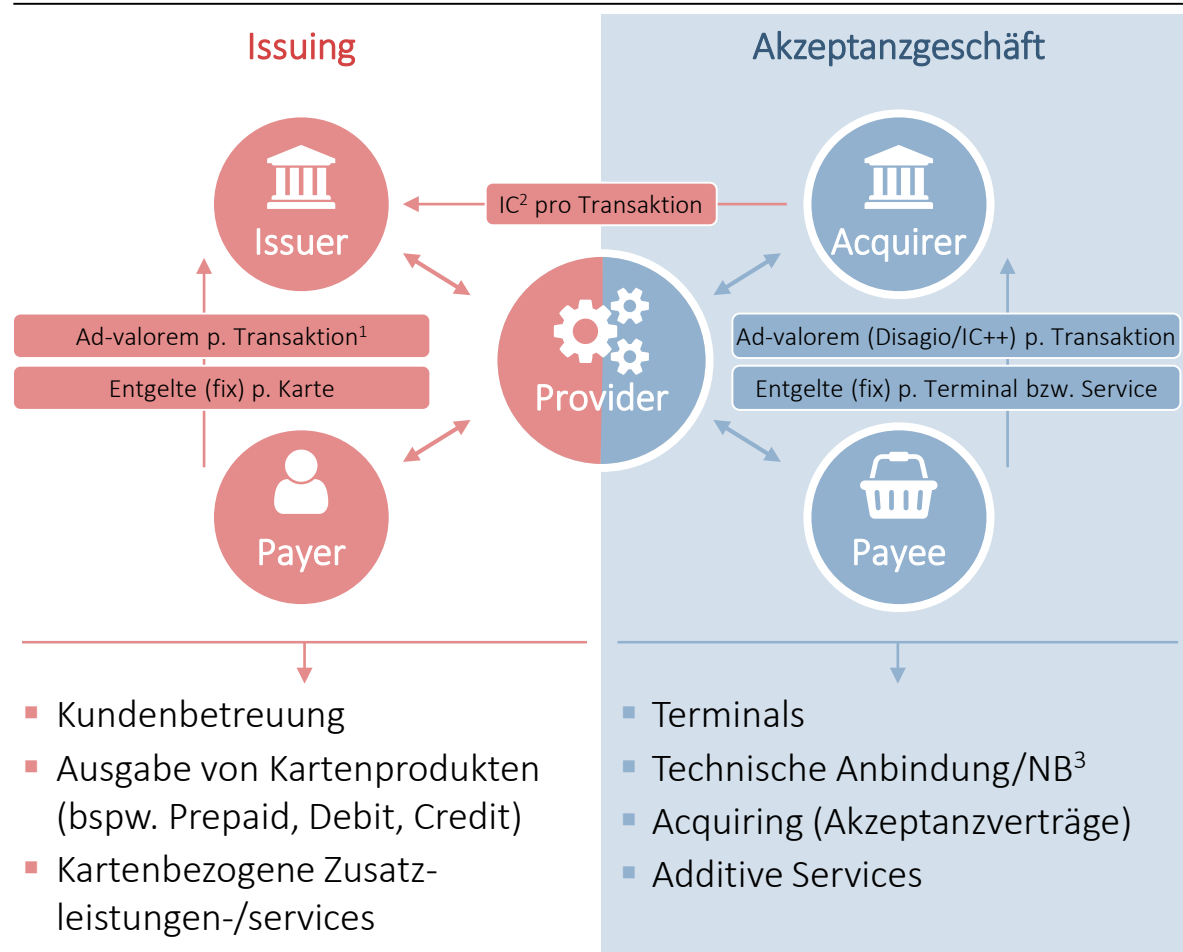 Issuing
Akzeptanzgeschäft
Issuer
IC² pro Transaktion
Acquirer
Ad-valorem p. Transaktion¹
Entgelte (fix) p. Karte
Provider
Ad-valorem (Disagio/IC++) p. Transaktion
Entgelte (fix) p. Terminal bzw. Service
Payer
Payee
▪ Kundenbetreuung
▪ Ausgabe von Kartenprodukten
(bspw. Prepaid, Debit, Credit)
▪ Kartenbezogene Zusatz-
leistungen-/services
▪ Terminals
▪ Technische Anbindung/NB³
▪ Acquiring (Akzeptanzverträge)
▪ Additive Services